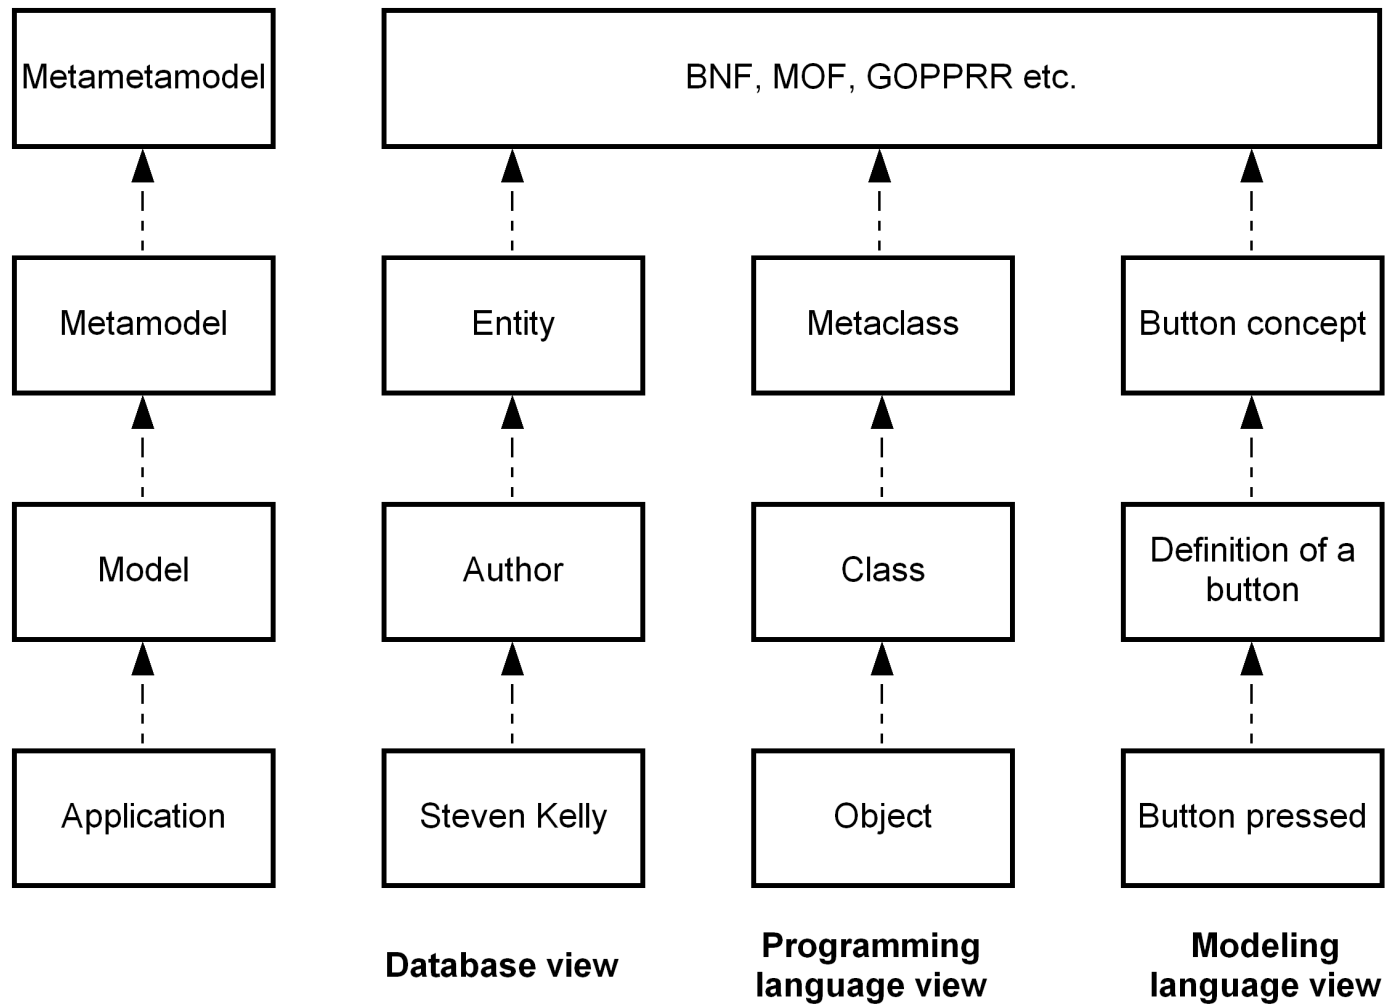 Metametamodel
BNF, MOF, GOPPRR etc.
Metamodel
Entity
Metaclass
Button concept
Model
Author
Class
Definition of a
button
Application
Steven Kelly
Object
Button pressed
Database view
Programming
language view
Modeling
language view